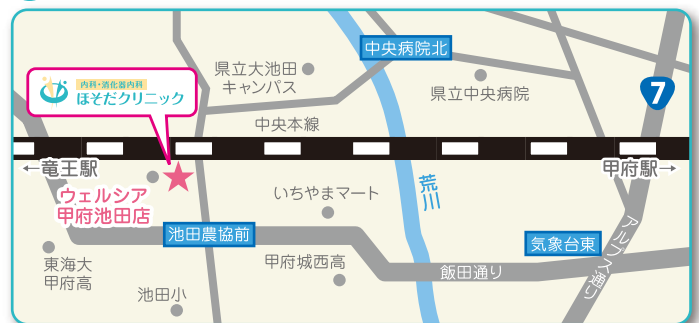 中央病院北
県立大池田
キャンパス
県立中央病院
7
内科・消化器内科
ほそだクリニック
中央本線
←竜王駅
甲府駅→
ウェルシア
甲府池田店
いちやまマート
荒川
アルプス通り
池田農協前
気象台東
東海大
甲府高
甲府城西高
飯田通り
池田小